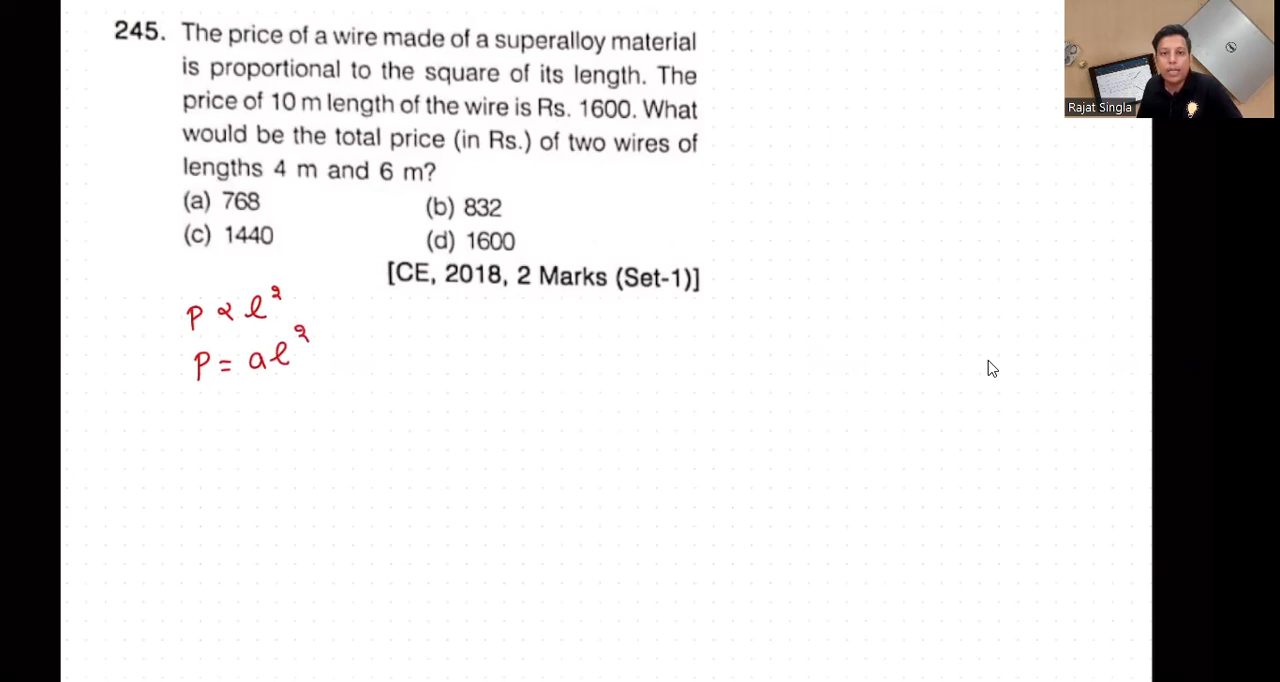 245. The price of a wire made of a superalloy material
is proportional to the square of its length. The
price of 10 m length of the wire is Rs. 1600. What
would be the total price (in Rs.) of two wires of
lengths 4 m and 6 m?
(a) 768 (b) 832
(c) 1440 (d) 1600
[CE, 2018, 2 Marks (Set-1)]
P ∝ l²
P = al²
Rajat Singla